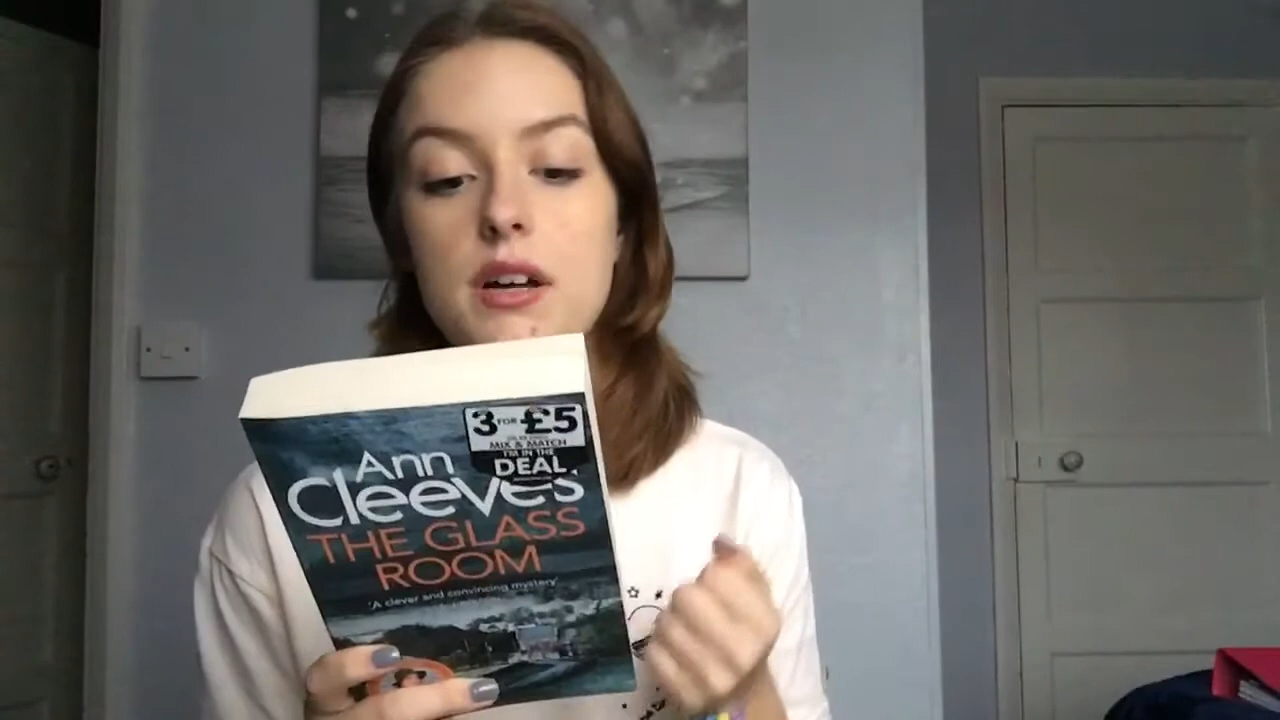 3 FOR £5
MIX & MATCH
I'M IN THE
DEAL
Ann
Cleeves
THE GLASS
ROOM
'A clever and convincing mystery'